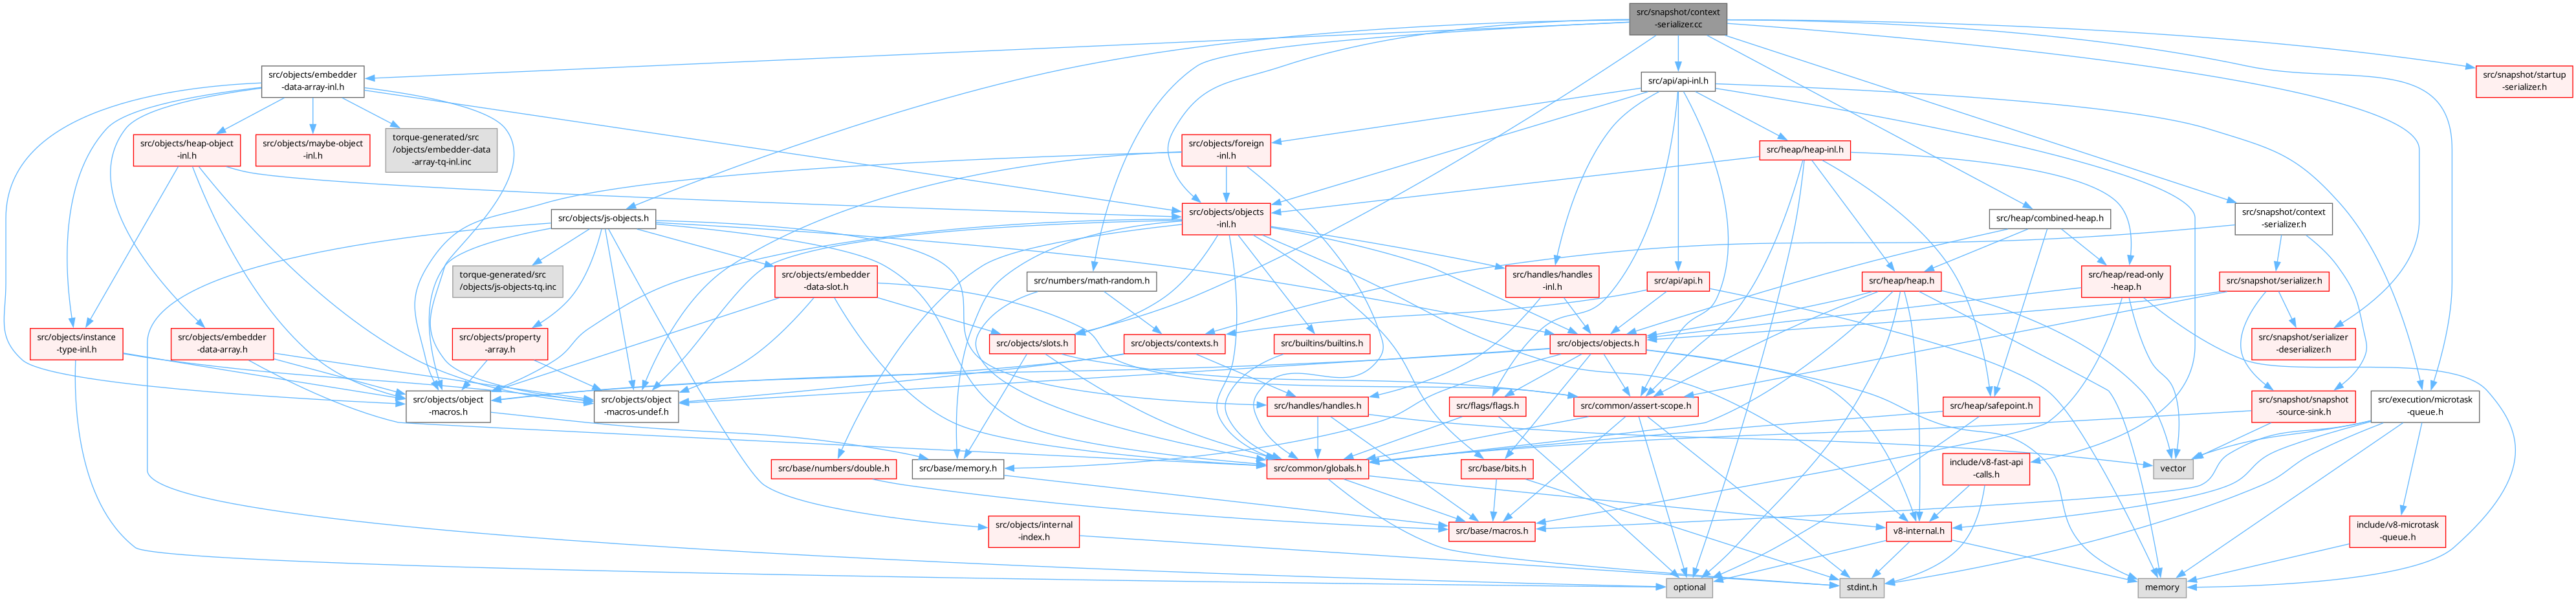 src/snapshot/context
-serializer.cc
src/objects/embedder
-data-array-inl.h
src/api/api-inl.h
src/snapshot/startup
-serializer.h
src/objects/heap-object
-inl.h
src/objects/maybe-object
-inl.h
torque-generated/src
/objects/embedder-data
-array-tq-inl.inc
src/objects/foreign
-inl.h
src/heap/heap-inl.h
src/objects/js-objects.h
src/objects/objects
-inl.h
src/heap/combined-heap.h
src/snapshot/context
-serializer.h
torque-generated/src
/objects/js-objects-tq.inc
src/objects/embedder
-data-slot.h
src/numbers/math-random.h
src/handles/handles
-inl.h
src/api/api.h
src/heap/heap.h
src/heap/read-only
-heap.h
src/snapshot/serializer.h
src/objects/instance
-type-inl.h
src/objects/embedder
-data-array.h
src/objects/property
-array.h
src/objects/slots.h
src/objects/contexts.h
src/builtins/builtins.h
src/objects/objects.h
src/snapshot/serializer
-deserializer.h
src/objects/object
-macros.h
src/objects/object
-macros-undef.h
src/handles/handles.h
src/flags/flags.h
src/common/assert-scope.h
src/heap/safepoint.h
src/snapshot/snapshot
-source-sink.h
src/execution/microtask
-queue.h
src/base/numbers/double.h
src/base/memory.h
src/common/globals.h
src/base/bits.h
include/v8-fast-api
-calls.h
vector
src/objects/internal
-index.h
src/base/macros.h
v8-internal.h
include/v8-microtask
-queue.h
optional
stdint.h
memory